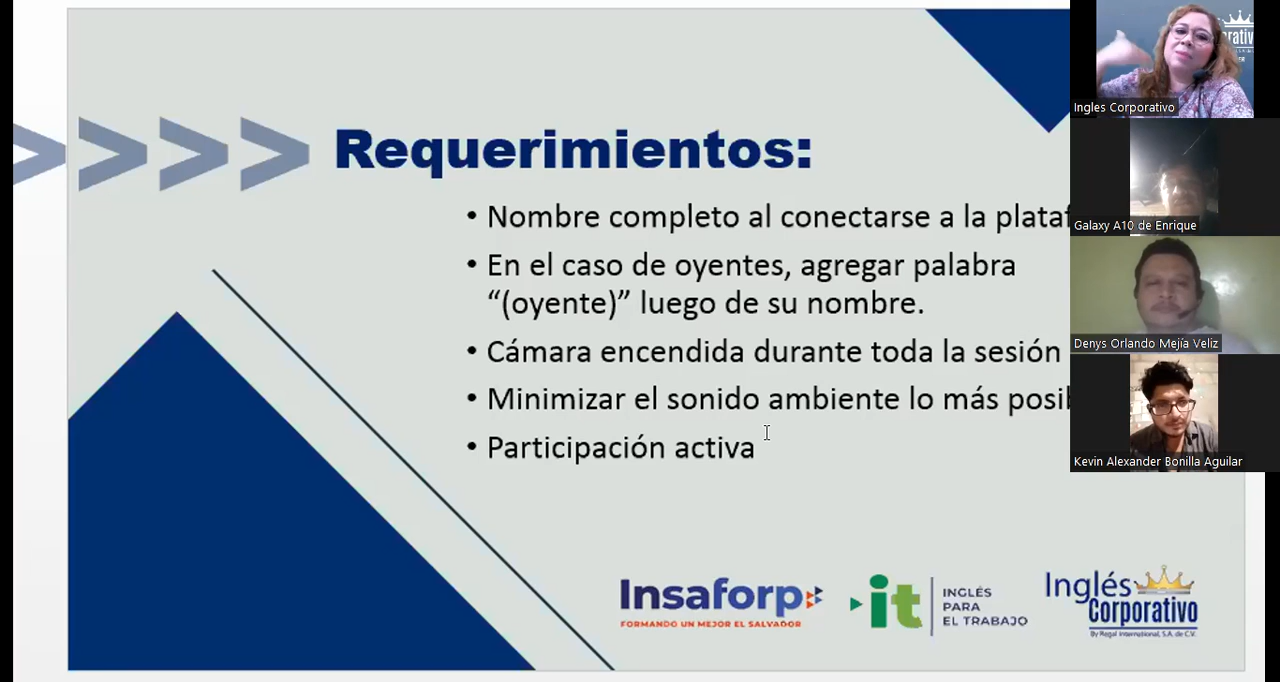 Requerimientos:
• Nombre completo al conectarse a la plataf
• En el caso de oyentes, agregar palabra
“(oyente)” luego de su nombre.
• Cámara encendida durante toda la sesión
• Minimizar el sonido ambiente lo más posib
• Participación activa
Insaforp
FORMANDO UN MEJOR EL SALVADOR
it
INGLÉS
PARA
EL TRABAJO
Inglés
Corporativo
By Regal International, S.A. de C.V.
Ingles Corporativo
Galaxy A10 de Enrique
Denys Orlando Mejía Veliz
Kevin Alexander Bonilla Aguilar